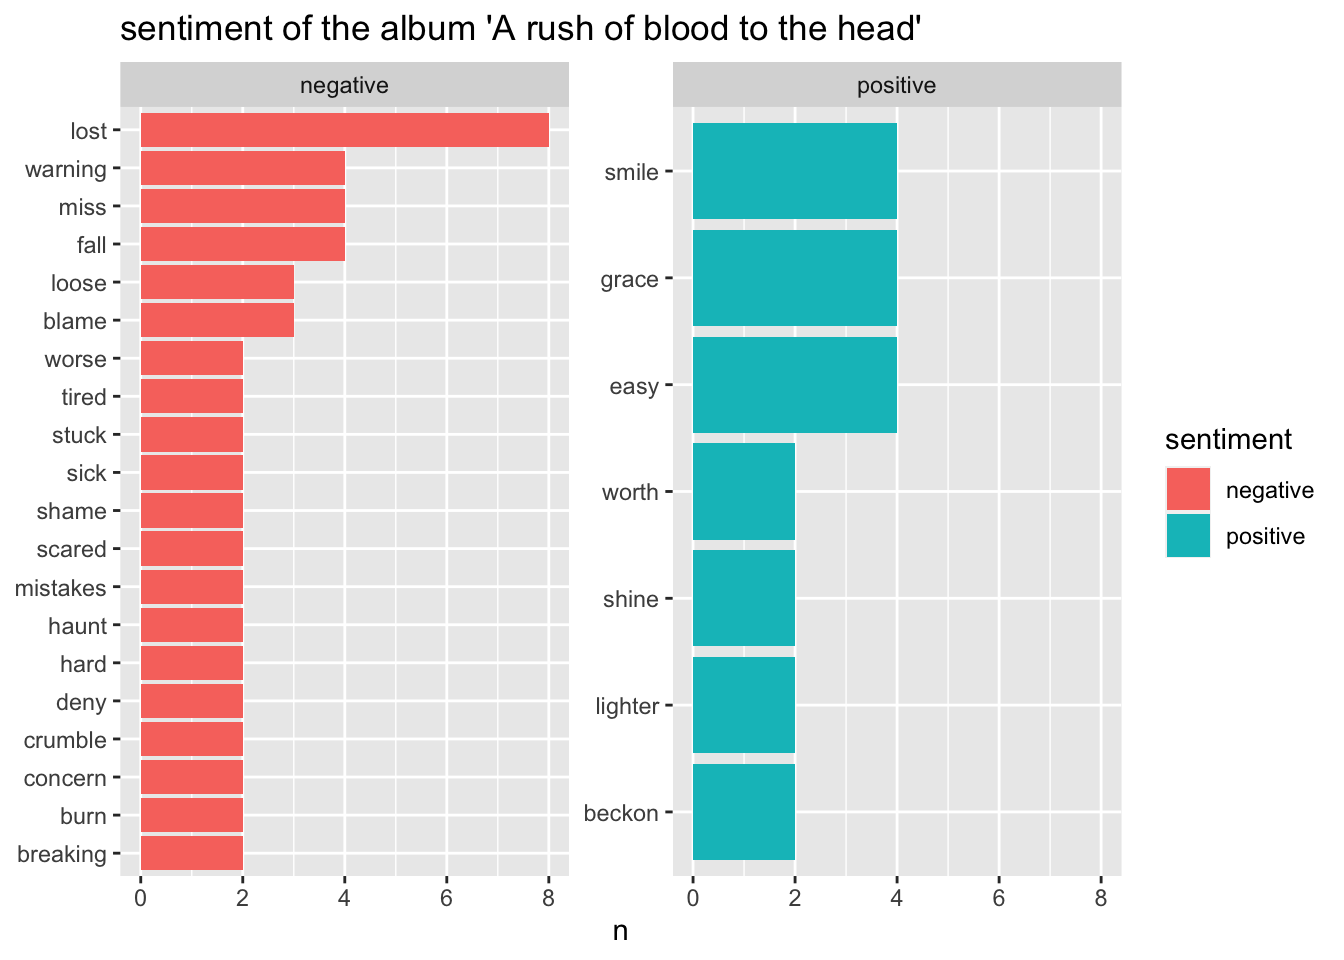 sentiment of the album 'A rush of blood to the head'
negative
lost
warning
miss
fall
loose
blame
worse
tired
stuck
sick
shame
scared
mistakes
haunt
hard
deny
crumble
concern
burn
breaking
0 2 4 6 8
positive
smile
grace
easy
worth
shine
lighter
beckon
0 2 4 6 8
n
sentiment
negative
positive